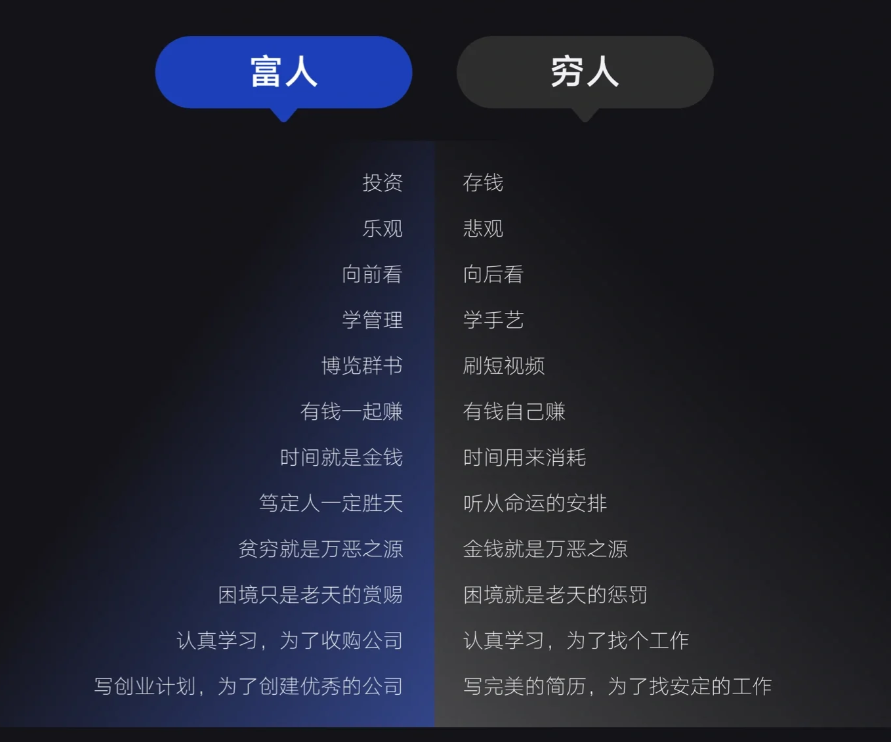 富人
穷人
投资
存钱
乐观
悲观
向前看
向后看
学管理
学手艺
博览群书
刷短视频
有钱一起赚
有钱自己赚
时间就是金钱
时间用来消耗
笃定人一定胜天
听从命运的安排
贫穷就是万恶之源
金钱就是万恶之源
困境只是老天的赏赐
困境就是老天的惩罚
认真学习，为了收购公司
认真学习，为了找个工作
写创业计划，为了创建优秀的公司
写完美的简历，为了找安定的工作